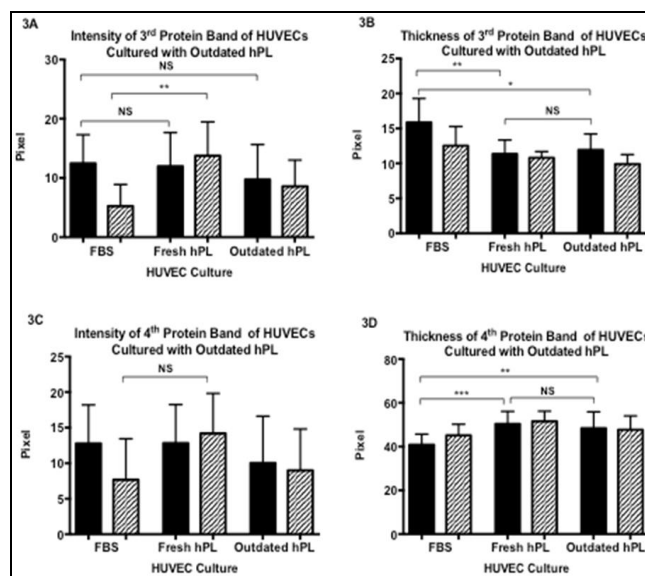 3A
Intensity of 3rd Protein Band of HUVECs
Cultured with Outdated hPL
30
20
10
0
Pixel
NS
**
NS
FBS Fresh hPL Outdated hPL
HUVEC Culture
3B
Thickness of 3rd Protein Band of HUVECs
Cultured with Outdated hPL
25
20
15
10
5
0
Pixel
**
*
NS
FBS Fresh hPL Outdated hPL
HUVEC Culture
3C
Intensity of 4th Protein Band of HUVECs
Cultured with Outdated hPL
25
20
15
10
5
0
Pixel
NS
FBS Fresh hPL Outdated hPL
HUVEC Culture
3D
Thickness of 4th Protein Band of HUVECs
Cultured with Outdated hPL
80
60
40
20
0
Pixel
**
***
NS
FBS Fresh hPL Outdated hPL
HUVEC Culture